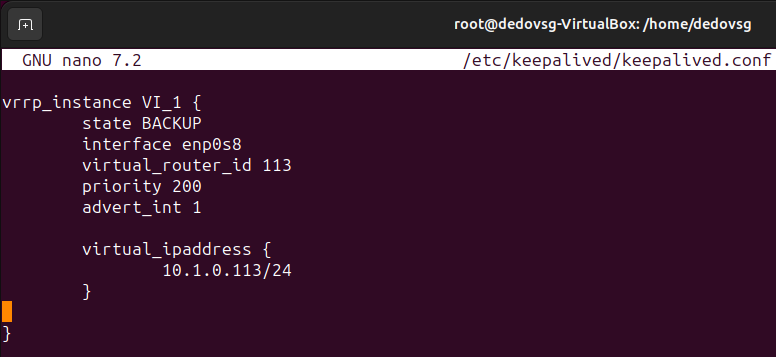 root@dedovsg-VirtualBox: /home/dedovsg
GNU nano 7.2 /etc/keepalived/keepalived.conf
vrrp_instance VI_1 {
state BACKUP
interface enp0s8
virtual_router_id 113
priority 200
advert_int 1
virtual_ipaddress {
10.1.0.113/24
}
}